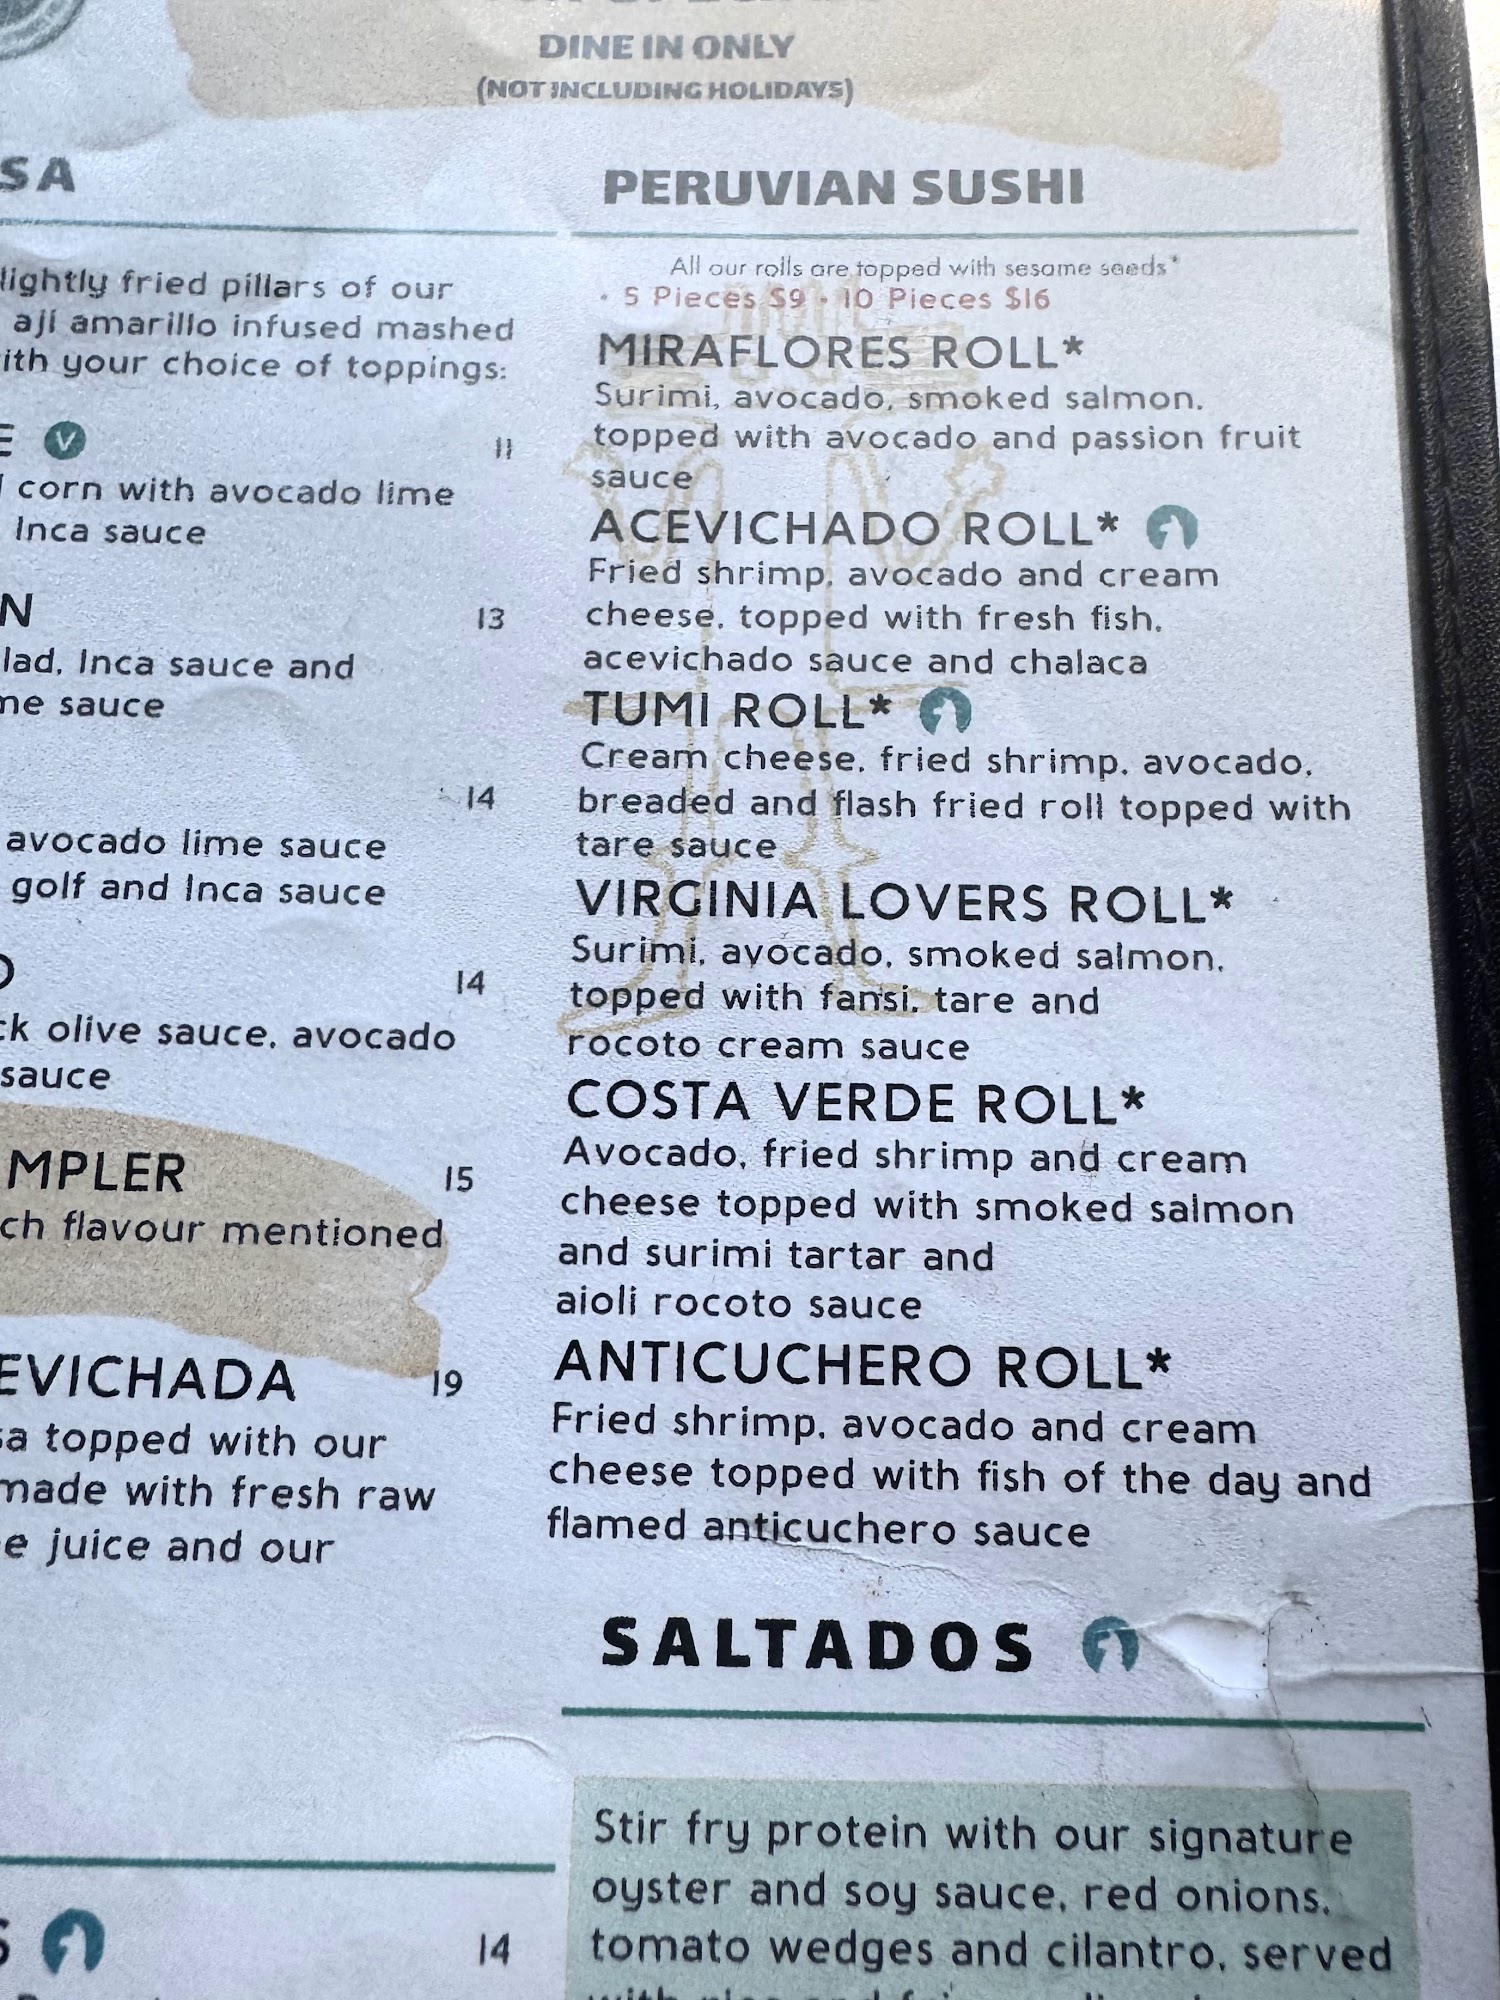 DINE IN ONLY
(NOT INCLUDING HOLIDAYS)
SA
lightly fried pillars of our
aji amarillo infused mashed
ith your choice of toppings:
E V 11
corn with avocado lime
Inca sauce
N 13
lad, Inca sauce and
me sauce
14
avocado lime sauce
golf and Inca sauce
O 14
ck olive sauce, avocado
sauce
MPLER 15
ch flavour mentioned
EVICHADA 19
sa topped with our
made with fresh raw
e juice and our
S 14
PERUVIAN SUSHI
All our rolls are topped with sesame seeds*
• 5 Pieces $9 • 10 Pieces $16
MIRAFLORES ROLL*
Surimi, avocado, smoked salmon,
topped with avocado and passion fruit
sauce
ACEVICHADO ROLL*
Fried shrimp, avocado and cream
cheese, topped with fresh fish,
acevichado sauce and chalaca
TUMI ROLL*
Cream cheese, fried shrimp, avocado,
breaded and flash fried roll topped with
tare sauce
VIRGINIA LOVERS ROLL*
Surimi, avocado, smoked salmon,
topped with fansi, tare and
rocoto cream sauce
COSTA VERDE ROLL*
Avocado, fried shrimp and cream
cheese topped with smoked salmon
and surimi tartar and
aioli rocoto sauce
ANTICUCHERO ROLL*
Fried shrimp, avocado and cream
cheese topped with fish of the day and
flamed anticuchero sauce
SALTADOS
Stir fry protein with our signature
oyster and soy sauce, red onions,
tomato wedges and cilantro, served